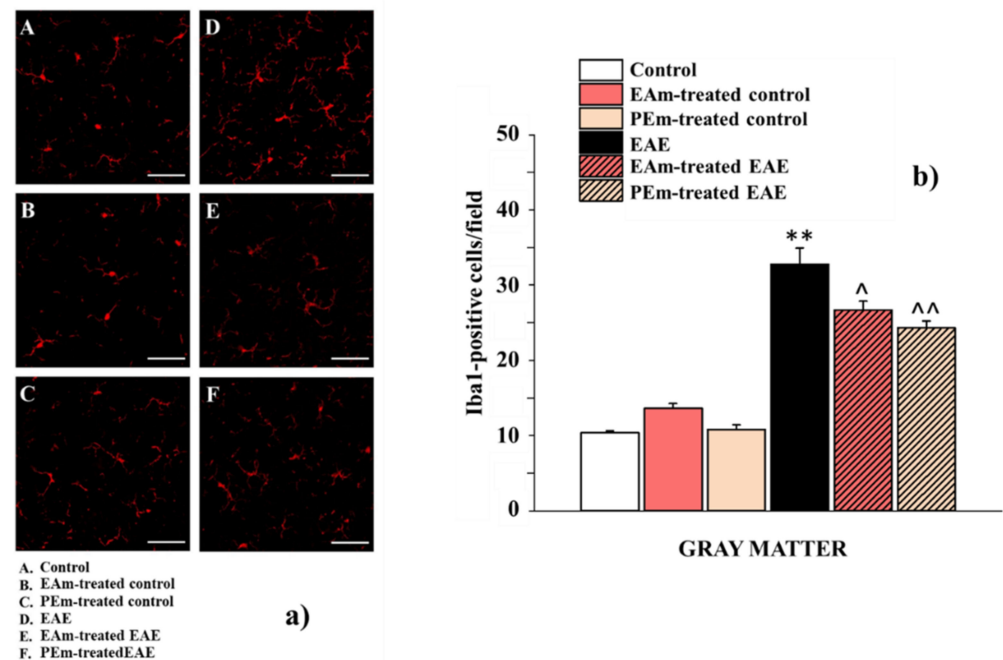 A
D
B
E
C
F
A. Control
B. EAm-treated control
C. PEm-treated control
D. EAE
E. EAm-treated EAE
F. PEm-treatedEAE
a)
Control
EAm-treated control
PEm-treated control
EAE
EAm-treated EAE
PEm-treated EAE
b)
Iba1-positive cells/field
50
40
30
20
10
0
**
^
^^
GRAY MATTER